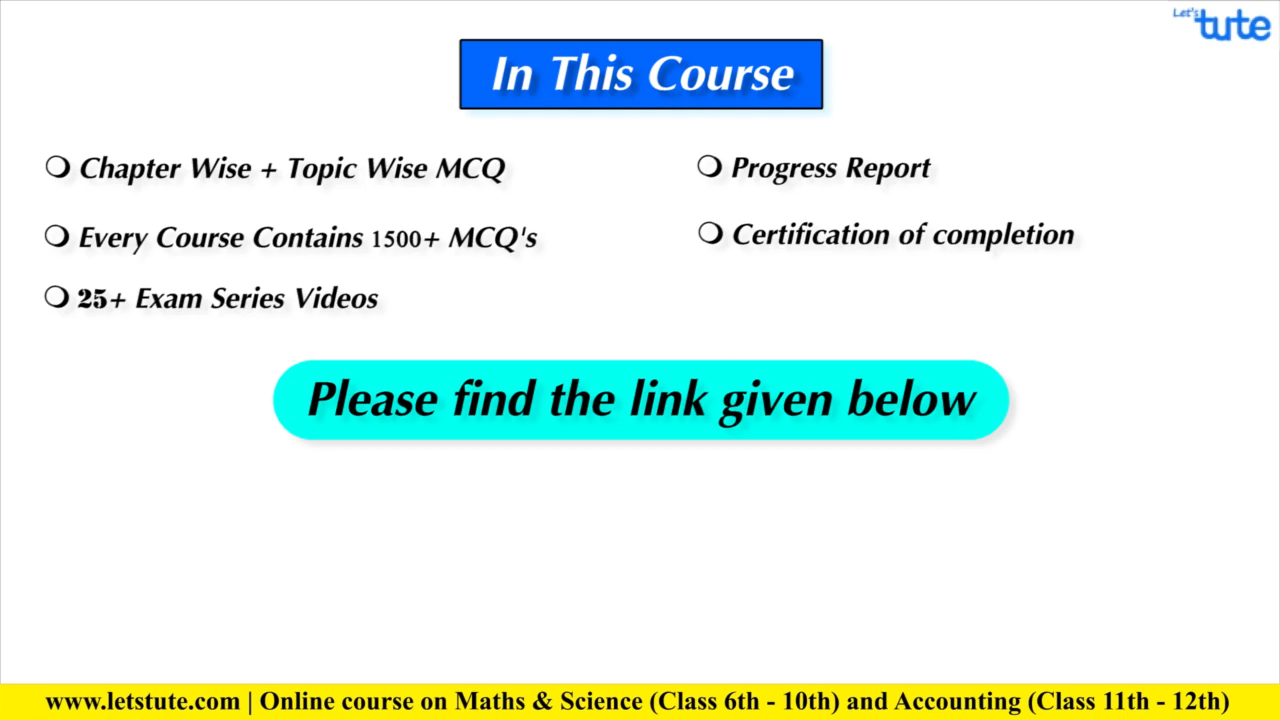 Let's tute
In This Course
Chapter Wise + Topic Wise MCQ
Every Course Contains 1500+ MCQ's
25+ Exam Series Videos
Progress Report
Certification of completion
Please find the link given below
www.letstute.com | Online course on Maths & Science (Class 6th - 10th) and Accounting (Class 11th - 12th)